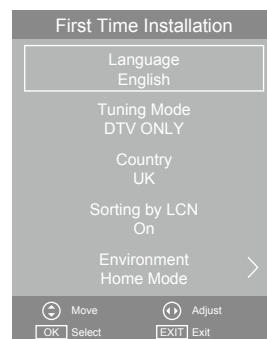 First Time Installation
Language
English
Tuning Mode
DTV ONLY
Country
UK
Sorting by LCN
On
Environment
Home Mode
Move Adjust
OK Select EXIT Exit